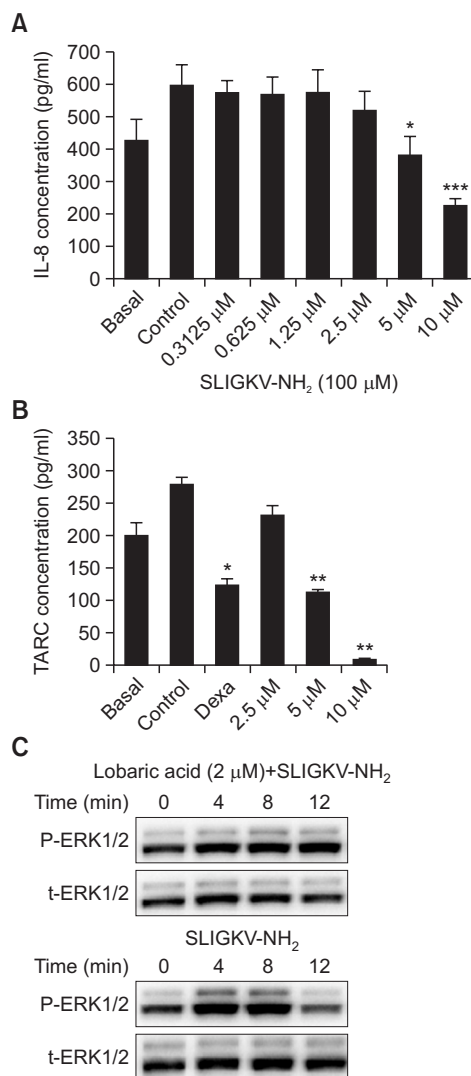 A
IL-8 concentration (pg/ml)
700
600
500
400
300
200
100
0
*
***
Basal
Control
0.3125 μM
0.625 μM
1.25 μM
2.5 μM
5 μM
10 μM
SLIGKV-NH₂ (100 μM)
B
TARC concentration (pg/ml)
350
300
250
200
150
100
50
0
*
**
**
Basal
Control
Dexa
2.5 μM
5 μM
10 μM
C
Lobaric acid (2 μM)+SLIGKV-NH₂
Time (min) 0 4 8 12
P-ERK1/2
t-ERK1/2
SLIGKV-NH₂
Time (min) 0 4 8 12
P-ERK1/2
t-ERK1/2